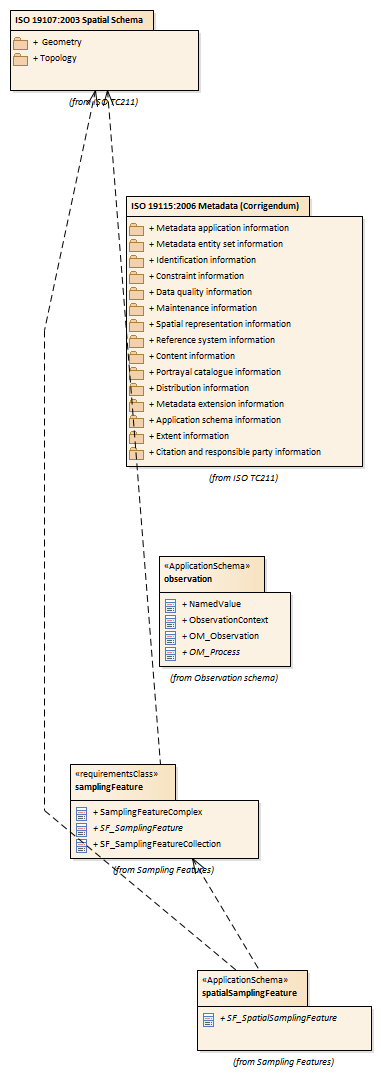 ISO 19107:2003 Spatial Schema
+ Geometry
+ Topology
(from ISO TC211)
ISO 19115:2006 Metadata (Corrigendum)
+ Metadata application information
+ Metadata entity set information
+ Identification information
+ Constraint information
+ Data quality information
+ Maintenance information
+ Spatial representation information
+ Reference system information
+ Content information
+ Portrayal catalogue information
+ Distribution information
+ Metadata extension information
+ Application schema information
+ Extent information
+ Citation and responsible party information
(from ISO TC211)
«ApplicationSchema»
observation
+ NamedValue
+ ObservationContext
+ OM_Observation
+ OM_Process
(from Observation schema)
«requirementsClass»
samplingFeature
+ SamplingFeatureComplex
+ SF_SamplingFeature
+ SF_SamplingFeatureCollection
(from Sampling Features)
«ApplicationSchema»
spatialSamplingFeature
+ SF_SpatialSamplingFeature
(from Sampling Features)